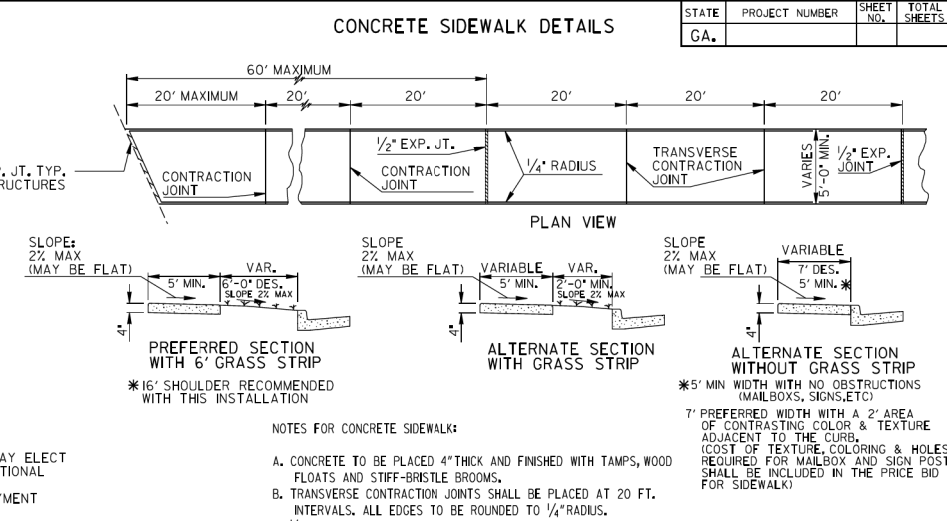 CONCRETE SIDEWALK DETAILS
STATE PROJECT NUMBER SHEET NO. TOTAL SHEETS
GA.
60' MAXIMUM
20' MAXIMUM 20' 20' 20' 20' 20'
JT. TYP.
CONTRACTION
JOINT
1/2" EXP. JT.
CONTRACTION
JOINT
1/4" RADIUS
TRANSVERSE
CONTRACTION
JOINT
VARIES
5'-0" MIN.
1/2" EXP.
JOINT
PLAN VIEW
SLOPE:
2% MAX
(MAY BE FLAT)
VAR.
5' MIN. 6'-0" DES.
SLOPE 2% MAX
4"
PREFERRED SECTION
WITH 6' GRASS STRIP
*16' SHOULDER RECOMMENDED
WITH THIS INSTALLATION
SLOPE
2% MAX
(MAY BE FLAT)
VARIABLE VAR.
5' MIN. 2'-0" MIN.
SLOPE 2% MAX
4"
ALTERNATE SECTION
WITH GRASS STRIP
SLOPE
2% MAX
(MAY BE FLAT)
VARIABLE
7' DES.
5' MIN. *
4"
ALTERNATE SECTION
WITHOUT GRASS STRIP
*5' MIN WIDTH WITH NO OBSTRUCTIONS
(MAILBOXS, SIGNS,ETC)
7' PREFERRED WIDTH WITH A 2' AREA
OF CONTRASTING COLOR & TEXTURE
ADJACENT TO THE CURB.
(COST OF TEXTURE, COLORING & HOLES
REQUIRED FOR MAILBOX AND SIGN POST
SHALL BE INCLUDED IN THE PRICE BID
FOR SIDEWALK)
NOTES FOR CONCRETE SIDEWALK:
A. CONCRETE TO BE PLACED 4" THICK AND FINISHED WITH TAMPS, WOOD
FLOATS AND STIFF-BRISTLE BROOMS.
B. TRANSVERSE CONTRACTION JOINTS SHALL BE PLACED AT 20 FT.
INTERVALS. ALL EDGES TO BE ROUNDED TO 1/4" RADIUS.
AY ELECT
TIONAL
YMENT